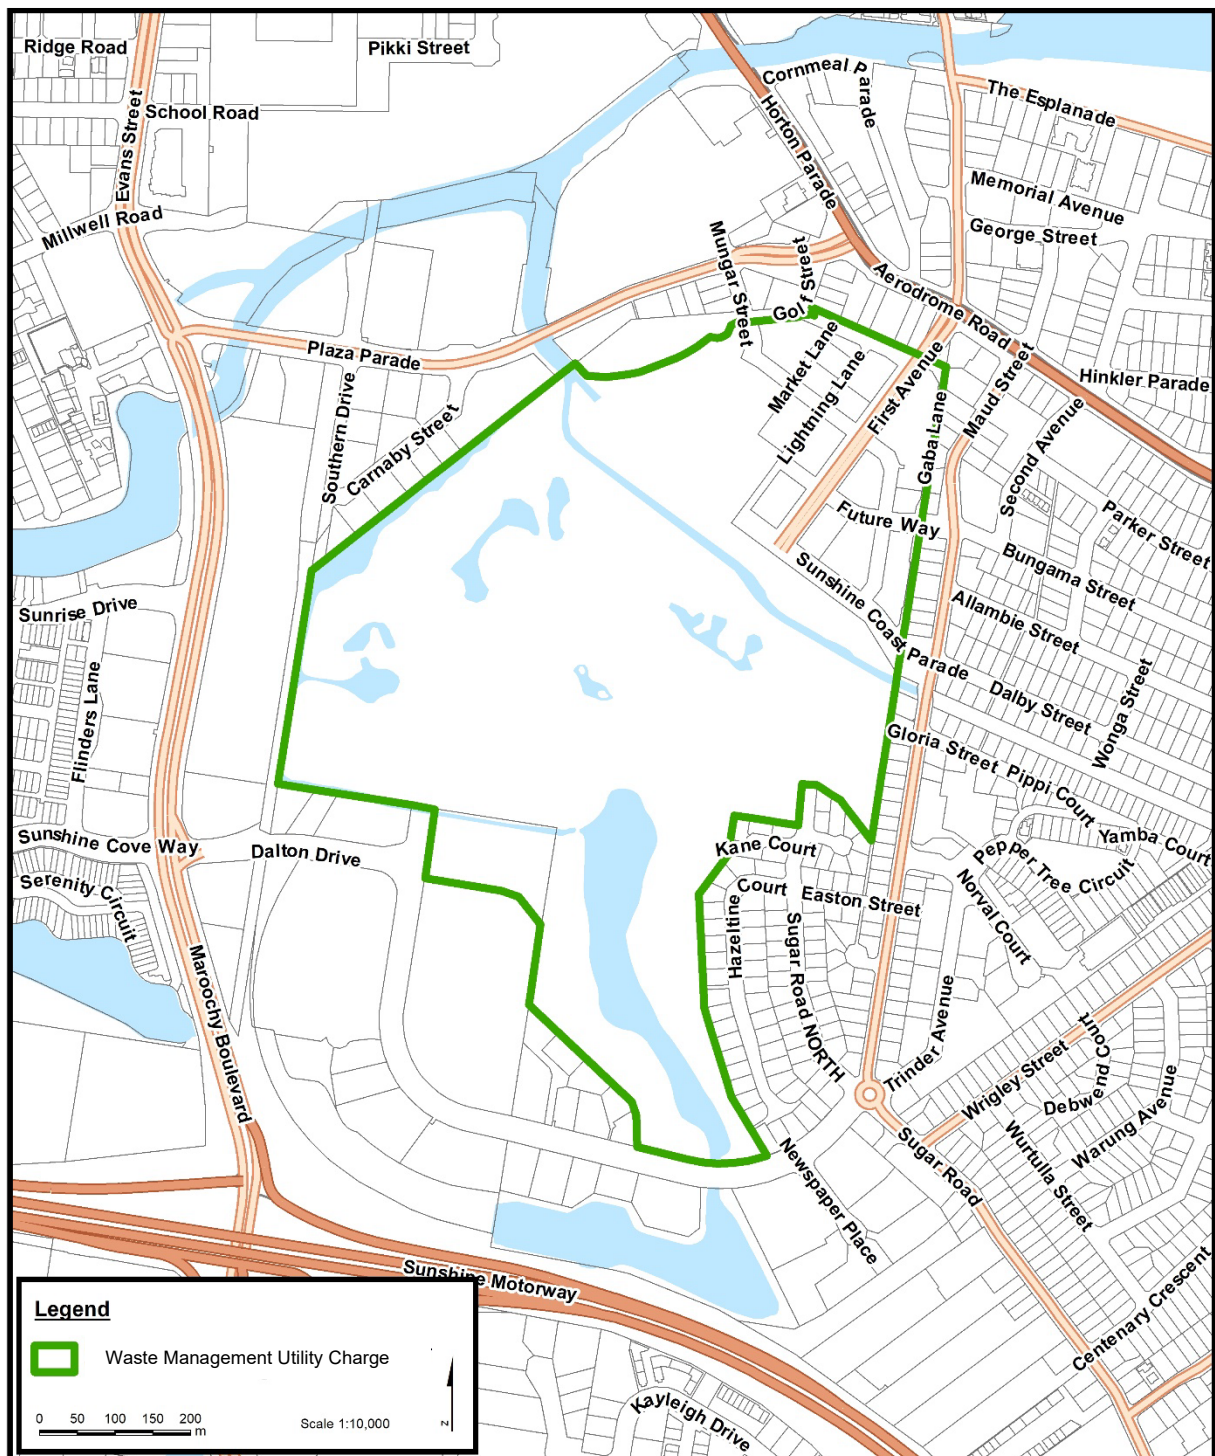 Ridge Road
Pikki Street
School Road
Evans Street
Millwell Road
Cornmeal Parade
Horton Parade
The Esplanade
Memorial Avenue
George Street
Mungar Street
Golf Street
Aerodrome Road
Plaza Parade
Market Lane
Lightning Lane
First Avenue
Gaba Lane
Maud Street
Hinkler Parade
Second Avenue
Southern Drive
Carnaby Street
Future Way
Parker Street
Bungama Street
Allambie Street
Sunshine Coast Parade
Sunrise Drive
Flinders Lane
Dalby Street
Wonga Street
Gloria Street
Pippi Court
Yamba Court
Sunshine Cove Way
Dalton Drive
Kane Court
Pepper Tree Circuit
Serenity Circuit
Hazeltine Court
Easton Street
Norval Court
Sugar Road NORTH
Maroochy Boulevard
Trinder Avenue
Wrigley Street
Debwend Court
Warung Avenue
Wurtulla Street
Newspaper Place
Sugar Road
Sunshine Motorway
Centenary Crescent
Kayleigh Drive
Legend
Waste Management Utility Charge
0 50 100 150 200
m
Scale 1:10,000
z